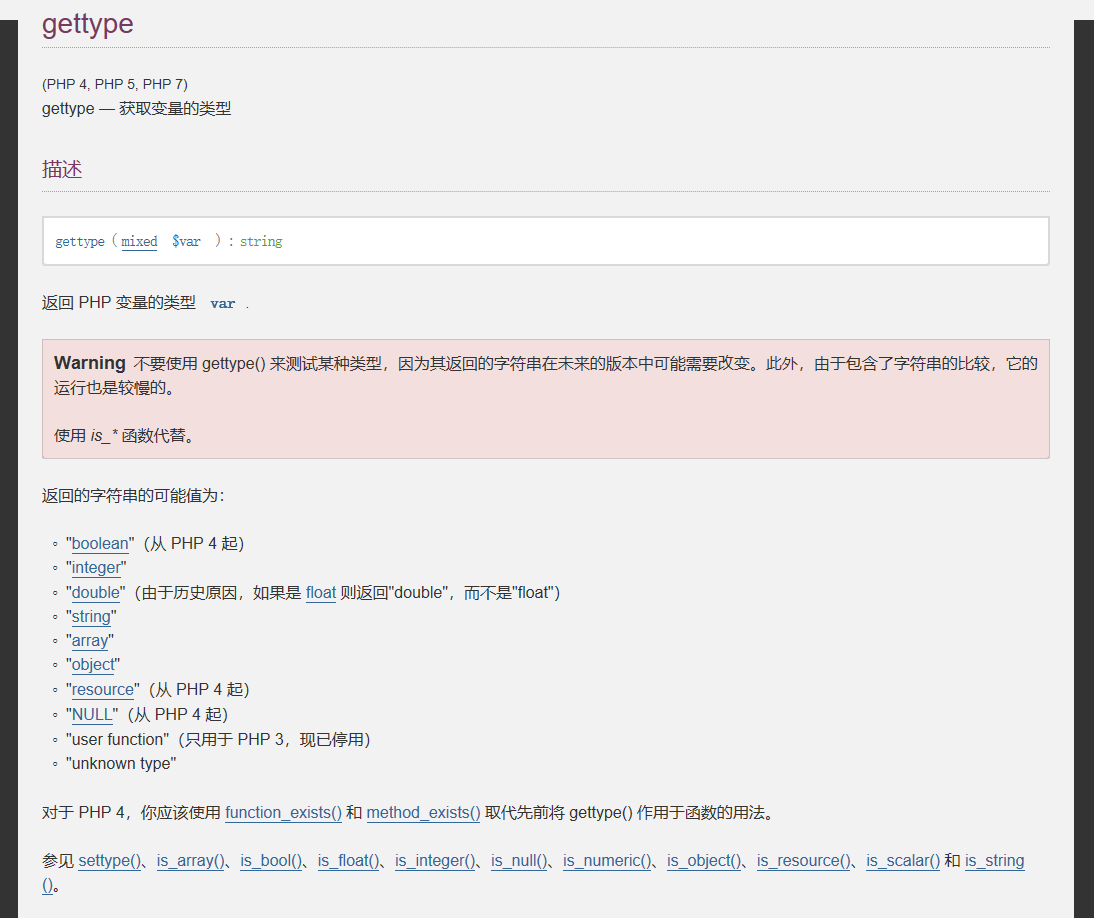 gettype
(PHP 4, PHP 5, PHP 7)
gettype — 获取变量的类型
描述
gettype ( mixed $var ) : string
返回 PHP 变量的类型 var .
Warning 不要使用 gettype() 来测试某种类型，因为其返回的字符串在未来的版本中可能需要改变。此外，由于包含了字符串的比较，它的
运行也是较慢的。
使用 is_* 函数代替。
返回的字符串的可能值为：
◦ "boolean"（从 PHP 4 起）
◦ "integer"
◦ "double"（由于历史原因，如果是 float 则返回"double"，而不是"float"）
◦ "string"
◦ "array"
◦ "object"
◦ "resource"（从 PHP 4 起）
◦ "NULL"（从 PHP 4 起）
◦ "user function"（只用于 PHP 3，现已停用）
◦ "unknown type"
对于 PHP 4，你应该使用 function_exists() 和 method_exists() 取代先前将 gettype() 作用于函数的用法。
参见 settype()、is_array()、is_bool()、is_float()、is_integer()、is_null()、is_numeric()、is_object()、is_resource()、is_scalar() 和 is_string
()。